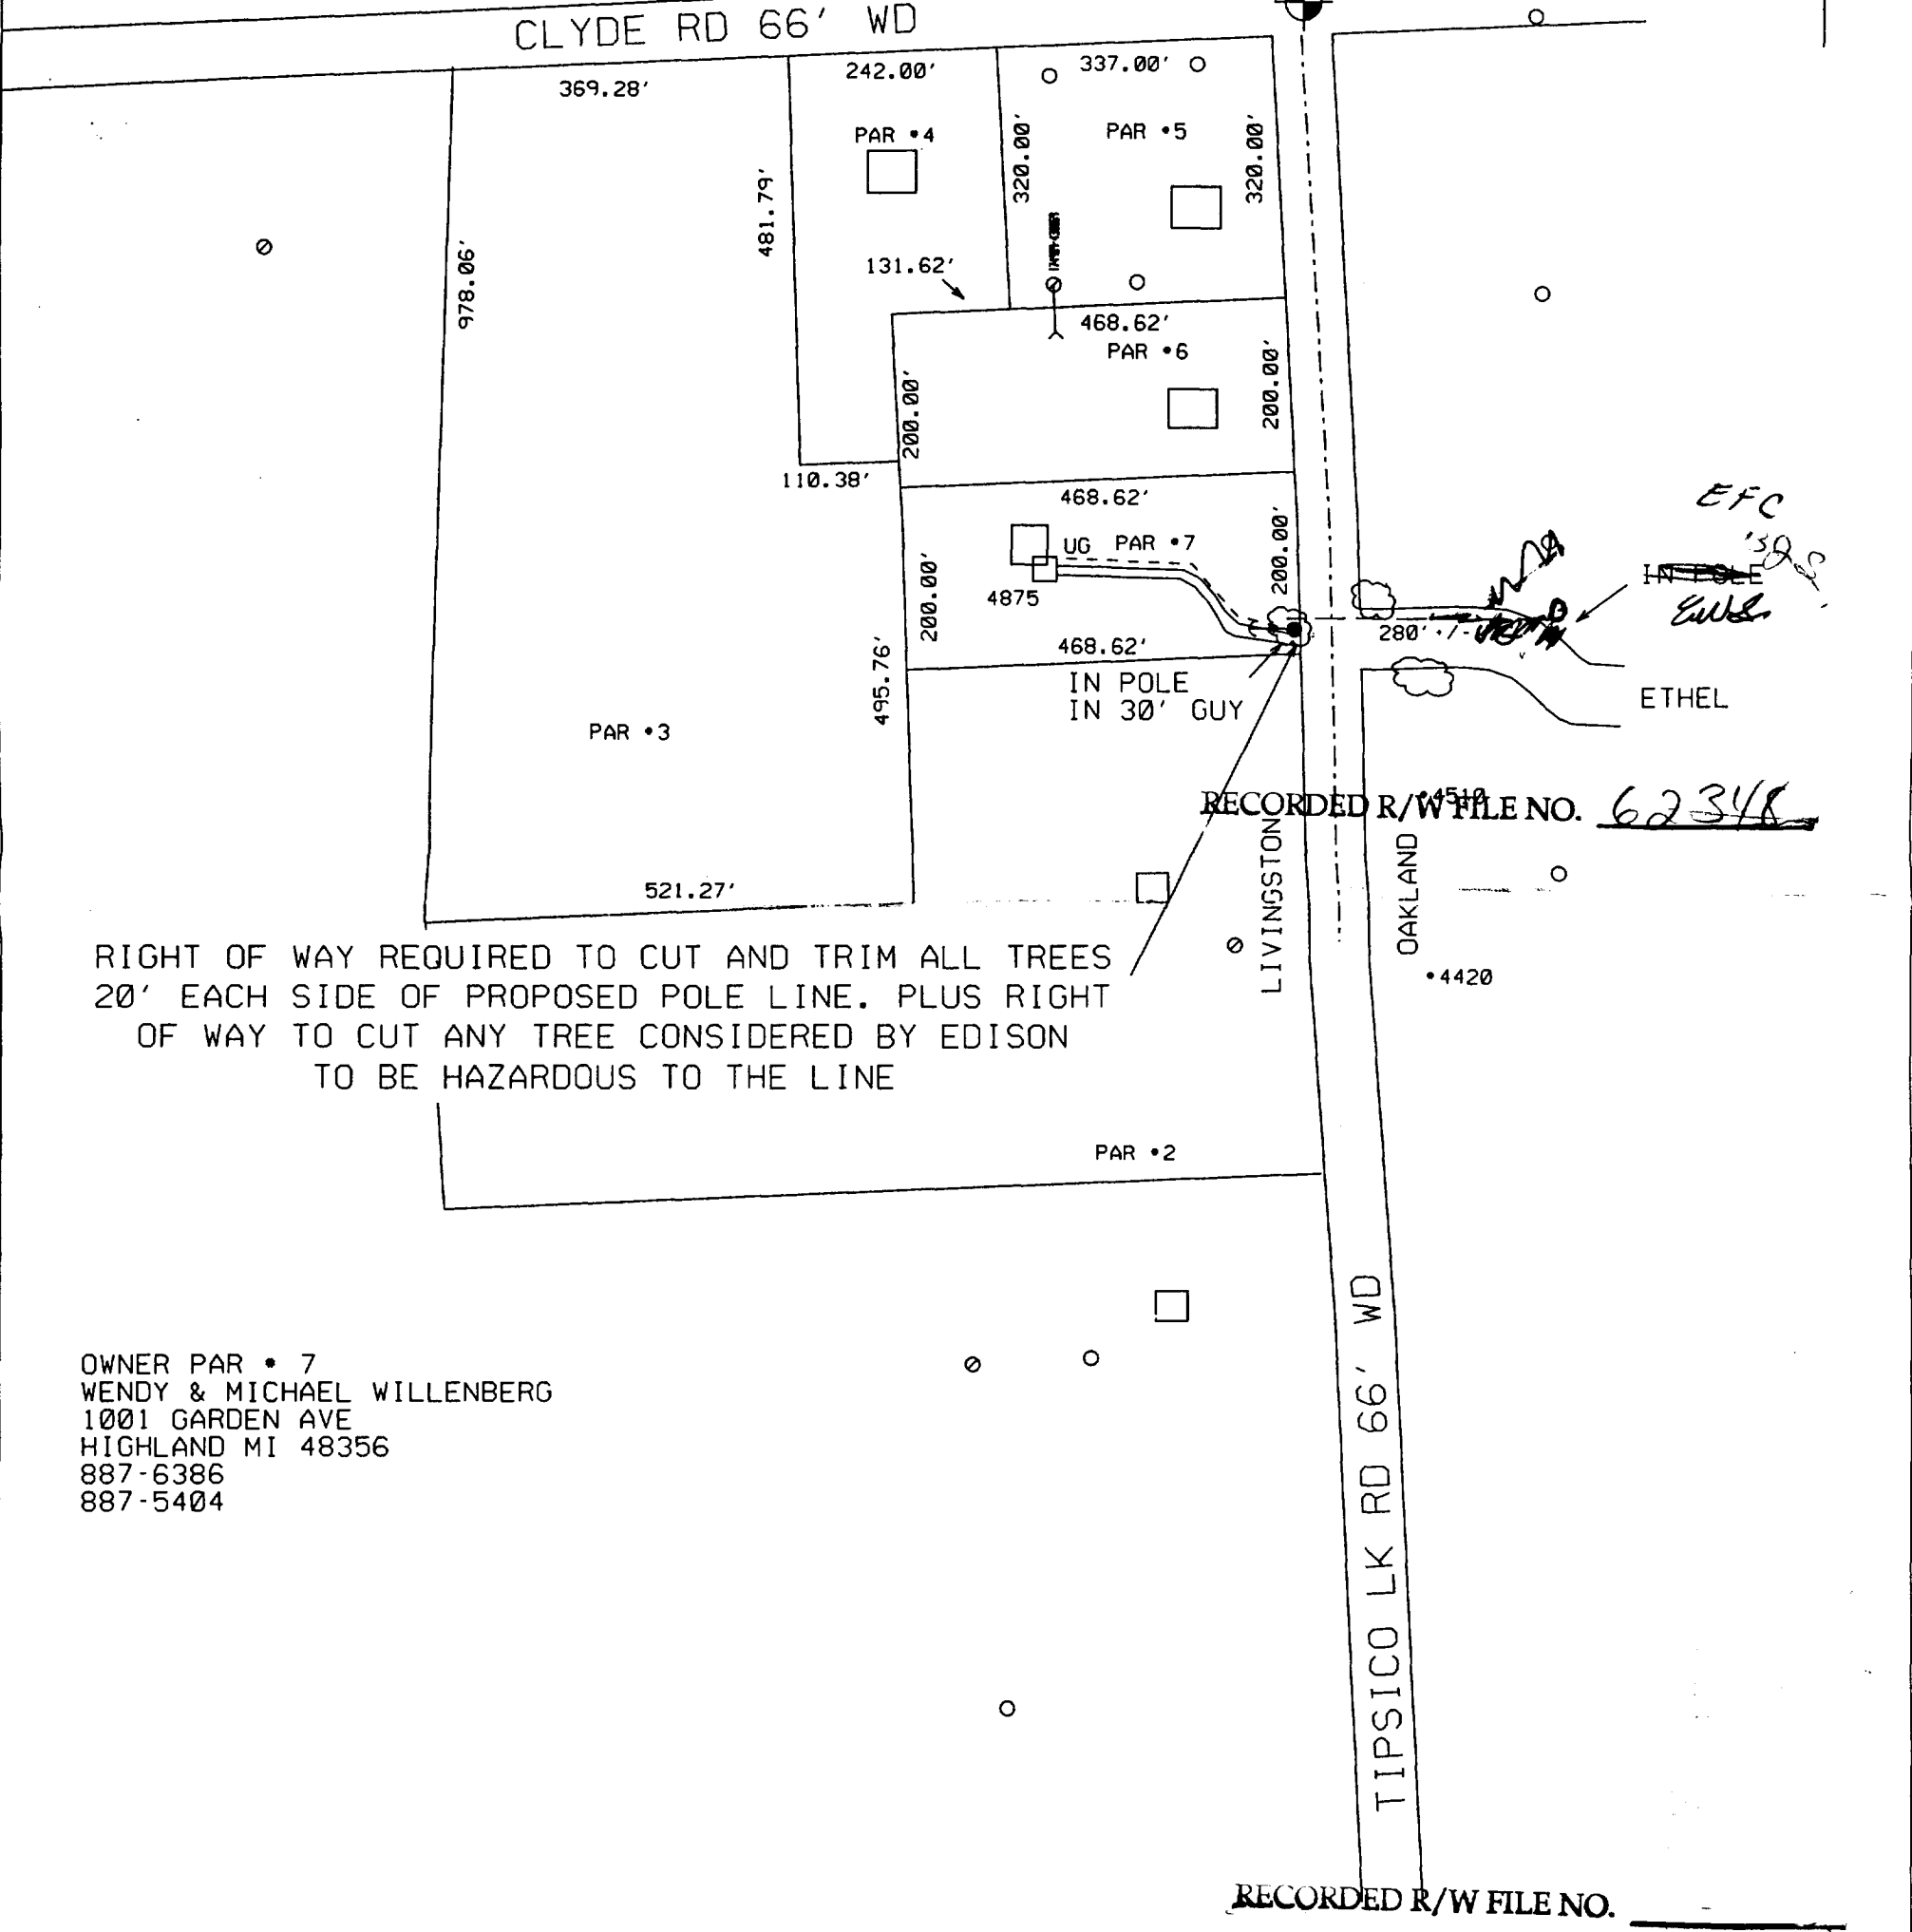 CLYDE RD 66' WD
369.28'
242.00'
337.00'
PAR •4
PAR •5
320.00'
320.00'
481.79'
978.06'
131.62'
468.62'
PAR •6
200.00'
200.00'
110.38'
468.62'
EFC
UG PAR •7
200.00'
200.00'
IN POLE
4875
280' +/-
468.62'
495.76'
IN POLE
IN 30' GUY
ETHEL
PAR •3
•4510
RECORDED R/W FILE NO. 62348
LIVINGSTON
OAKLAND
521.27'
RIGHT OF WAY REQUIRED TO CUT AND TRIM ALL TREES
20' EACH SIDE OF PROPOSED POLE LINE. PLUS RIGHT
OF WAY TO CUT ANY TREE CONSIDERED BY EDISON
TO BE HAZARDOUS TO THE LINE
•4420
PAR •2
TIPSICO LK RD 66' WD
OWNER PAR • 7
WENDY & MICHAEL WILLENBERG
1001 GARDEN AVE
HIGHLAND MI 48356
887-6386
887-5404
RECORDED R/W FILE NO.